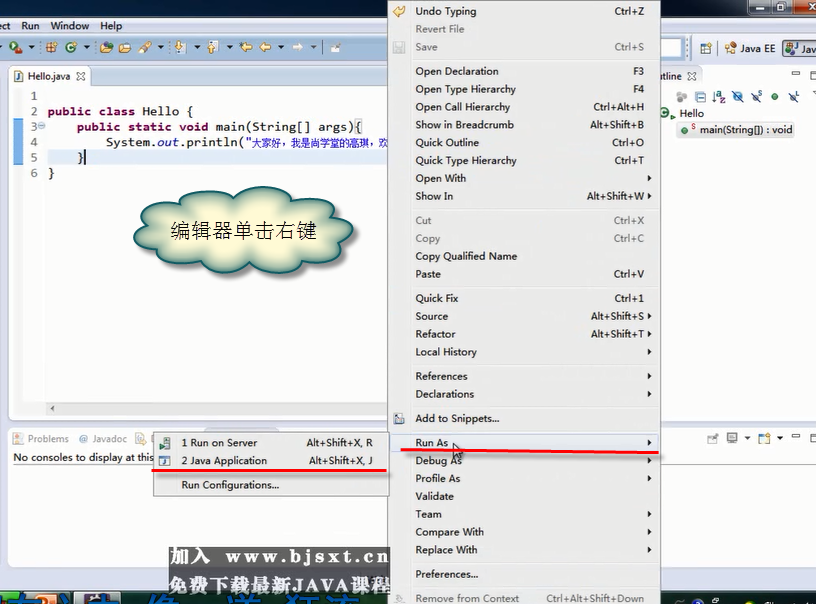 Run Window Help
Java EE
Hello.java
1
2 public class Hello {
3 public static void main(String[] args){
4 System.out.println("大家好，我是尚学堂的高琪，欢
5 }
6 }
编辑器单击右键
Undo Typing Ctrl+Z
Revert File
Save Ctrl+S
Open Declaration F3
Open Type Hierarchy F4
Open Call Hierarchy Ctrl+Alt+H
Show in Breadcrumb Alt+Shift+B
Quick Outline Ctrl+O
Quick Type Hierarchy Ctrl+T
Open With
Show In Alt+Shift+W
Cut Ctrl+X
Copy Ctrl+C
Copy Qualified Name
Paste Ctrl+V
Quick Fix Ctrl+1
Source Alt+Shift+S
Refactor Alt+Shift+T
Local History
References
Declarations
Add to Snippets...
Run As
Debug As
Profile As
Validate
Team
Compare With
Replace With
Preferences...
Remove from Context Ctrl+Alt+Shift+Down
utline
Hello
main(String[]) : void
Problems @ Javadoc
No consoles to display at this
1 Run on Server Alt+Shift+X, R
2 Java Application Alt+Shift+X, J
Run Configurations...
加入 www.bjsxt.cn
免费下载最新JAVA课程